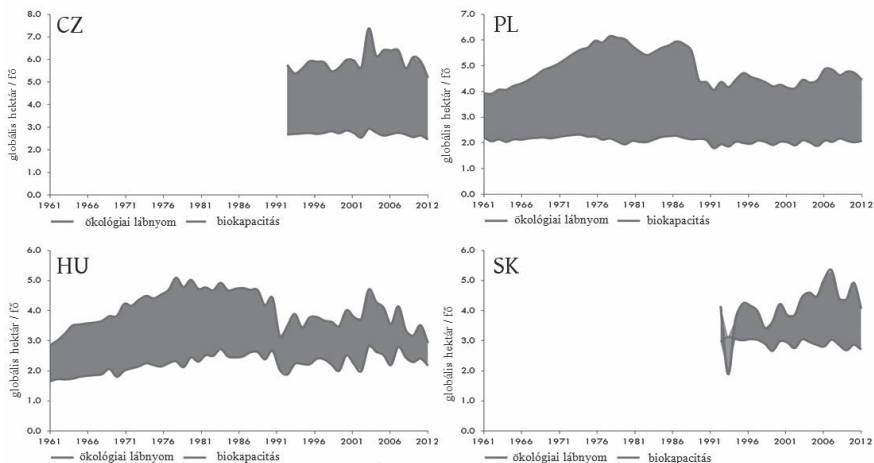 CZ
globális hektár / fő
8.0
7.0
6.0
5.0
4.0
3.0
2.0
1.0
0.0
1961 1966 1971 1976 1981 1986 1991 1996 2001 2006 2012
ökológiai lábnyom biokapacitás
PL
globális hektár / fő
7.0
6.0
5.0
4.0
3.0
2.0
1.0
0.0
1961 1966 1971 1976 1981 1986 1991 1996 2001 2006 2012
ökológiai lábnyom biokapacitás
HU
globális hektár / fő
6.0
5.0
4.0
3.0
2.0
1.0
0.0
1961 1966 1971 1976 1981 1986 1991 1996 2001 2006 2012
ökológiai lábnyom biokapacitás
SK
globális hektár / fő
6.0
5.0
4.0
3.0
2.0
1.0
0.0
1961 1966 1971 1976 1981 1986 1991 1996 2001 2006 2012
ökológiai lábnyom biokapacitás